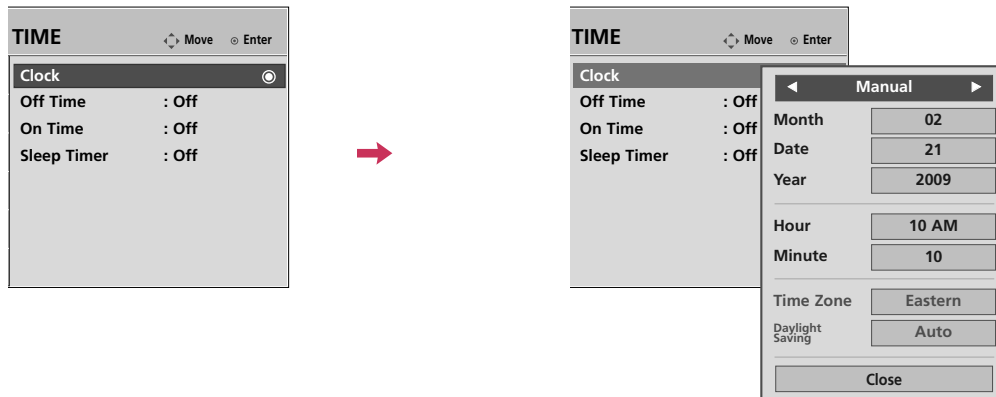 TIME Move Enter
Clock
Off Time : Off
On Time : Off
Sleep Timer : Off
TIME Move Enter
Clock
Off Time : Off
On Time : Off
Sleep Timer : Off
Manual
Month 02
Date 21
Year 2009
Hour 10 AM
Minute 10
Time Zone Eastern
Daylight
Saving Auto
Close